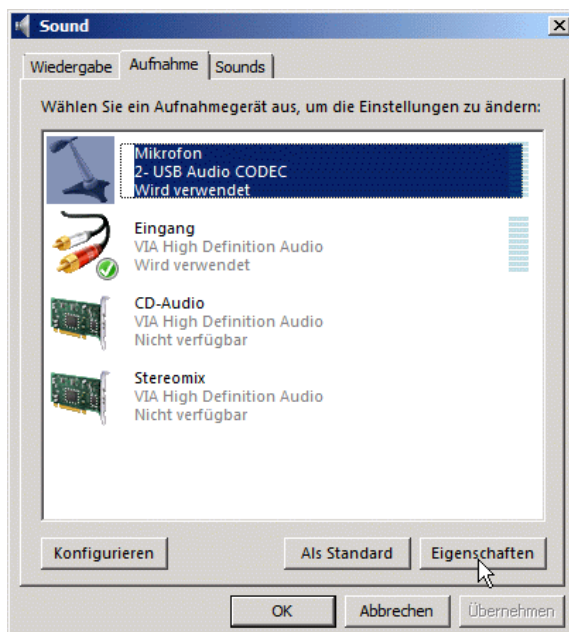 Sound
Wiedergabe Aufnahme Sounds
Wählen Sie ein Aufnahmegerät aus, um die Einstellungen zu ändern:
Mikrofon
2- USB Audio CODEC
Wird verwendet
Eingang
VIA High Definition Audio
Wird verwendet
CD-Audio
VIA High Definition Audio
Nicht verfügbar
Stereomix
VIA High Definition Audio
Nicht verfügbar
Konfigurieren Als Standard Eigenschaften
OK Abbrechen Übernehmen